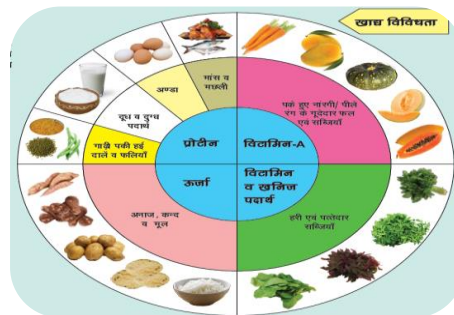 खाद्य विविधता
मांस व
मछली
अण्डा
दूध व दुग्ध
पदार्थ
गाढ़ी पकी हुई
दालें व फलियाँ
पके हुए नारंगी/ पीले
रंग के गूदेदार फल
एवं सब्जियाँ
प्रोटीन
विटामिन-A
ऊर्जा
विटामिन
व खनिज
पदार्थ
अनाज, कन्द
व मूल
हरी एवं पत्तेदार
सब्जियाँ